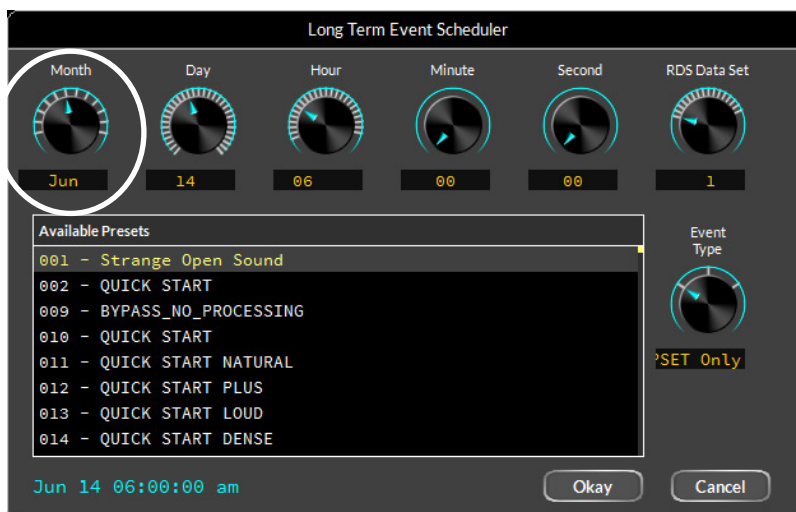 Long Term Event Scheduler
Month Day Hour Minute Second RDS Data Set
Jun 14 06 00 00 1
Available Presets
001 - Strange Open Sound
002 - QUICK START
009 - BYPASS_NO_PROCESSING
010 - QUICK START
011 - QUICK START NATURAL
012 - QUICK START PLUS
013 - QUICK START LOUD
014 - QUICK START DENSE
Event
Type
PSET Only
Jun 14 06:00:00 am
Okay Cancel